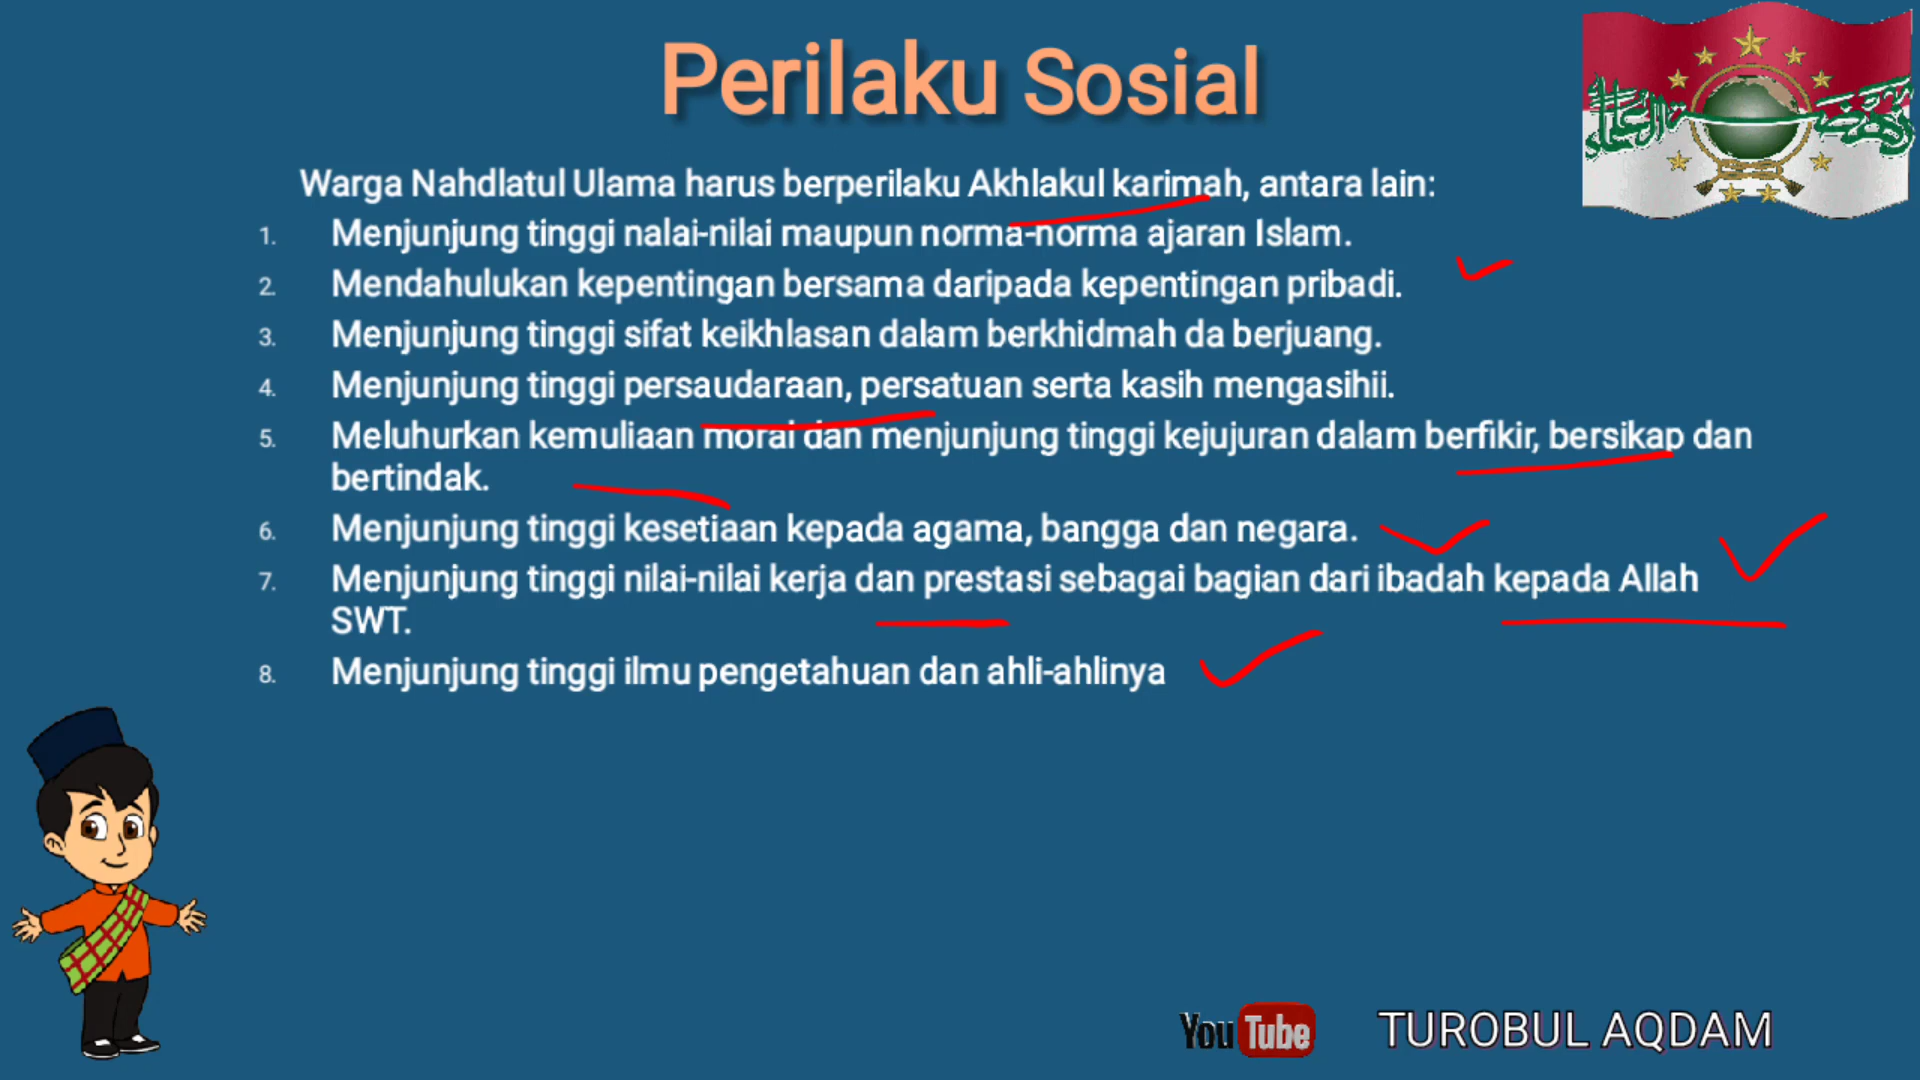 Perilaku Sosial
Warga Nahdlatul Ulama harus berperilaku Akhlakul karimah, antara lain:
1. Menjunjung tinggi nalai-nilai maupun norma-norma ajaran Islam.
2. Mendahulukan kepentingan bersama daripada kepentingan pribadi.
3. Menjunjung tinggi sifat keikhlasan dalam berkhidmah da berjuang.
4. Menjunjung tinggi persaudaraan, persatuan serta kasih mengasihii.
5. Meluhurkan kemuliaan moral dan menjunjung tinggi kejujuran dalam berfikir, bersikap dan
bertindak.
6. Menjunjung tinggi kesetiaan kepada agama, bangga dan negara.
7. Menjunjung tinggi nilai-nilai kerja dan prestasi sebagai bagian dari ibadah kepada Allah
SWT.
8. Menjunjung tinggi ilmu pengetahuan dan ahli-ahlinya
YouTube TUROBUL AQDAM